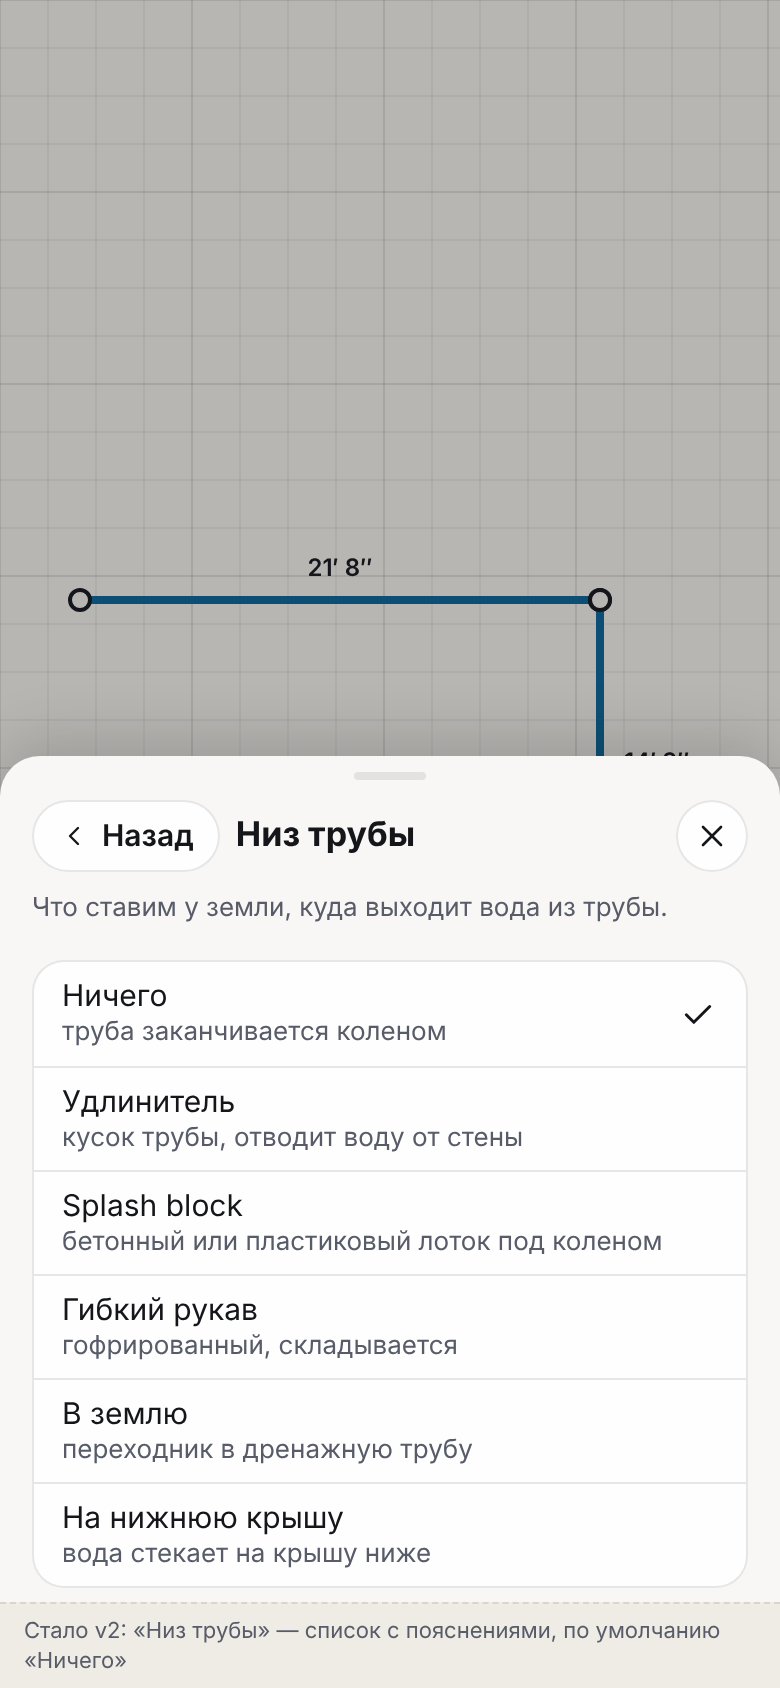 21′ 8″
Назад
Низ трубы
Что ставим у земли, куда выходит вода из трубы.
Ничего
труба заканчивается коленом
Удлинитель
кусок трубы, отводит воду от стены
Splash block
бетонный или пластиковый лоток под коленом
Гибкий рукав
гофрированный, складывается
В землю
переходник в дренажную трубу
На нижнюю крышу
вода стекает на крышу ниже
Стало v2: «Низ трубы» — список с пояснениями, по умолчанию
«Ничего»